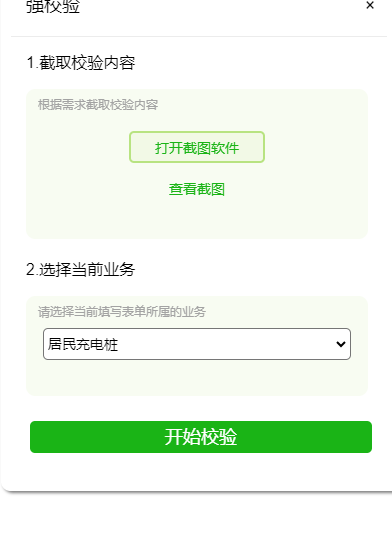 强校验
×
1.截取校验内容
根据需求截取校验内容
打开截图软件
查看截图
2.选择当前业务
请选择当前填写表单所属的业务
居民充电桩
开始校验